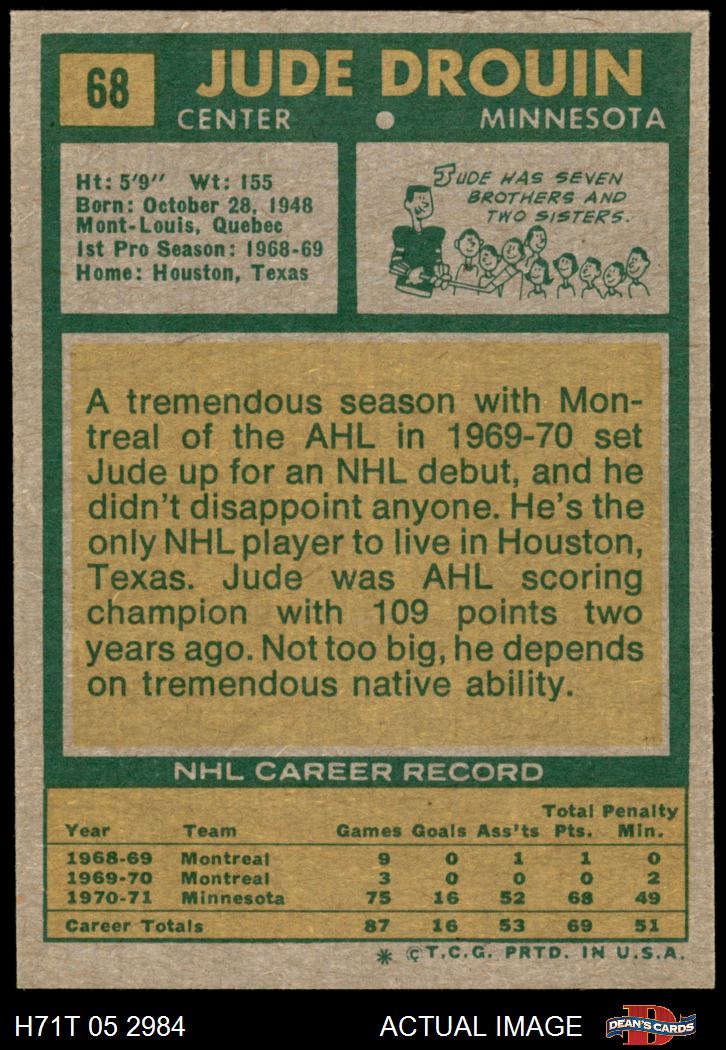 68
JUDE DROUIN
CENTER
MINNESOTA
Ht: 5'9'' Wt: 155
Born: October 28, 1948
Mont-Louis, Quebec
1st Pro Season: 1968-69
Home: Houston, Texas
JUDE HAS SEVEN
BROTHERS AND
TWO SISTERS.
A tremendous season with Mon-
treal of the AHL in 1969-70 set
Jude up for an NHL debut, and he
didn't disappoint anyone. He's the
only NHL player to live in Houston,
Texas. Jude was AHL scoring
champion with 109 points two
years ago. Not too big, he depends
on tremendous native ability.
NHL CAREER RECORD
Total Penalty
Year Team Games Goals Ass'ts Pts. Min.
1968-69 Montreal 9 0 1 1 0
1969-70 Montreal 3 0 0 0 2
1970-71 Minnesota 75 16 52 68 49
Career Totals 87 16 53 69 51
* © T.C.G. PRTD. IN U.S.A.
H71T 05 2984
ACTUAL IMAGE
D
DEAN'S CARDS